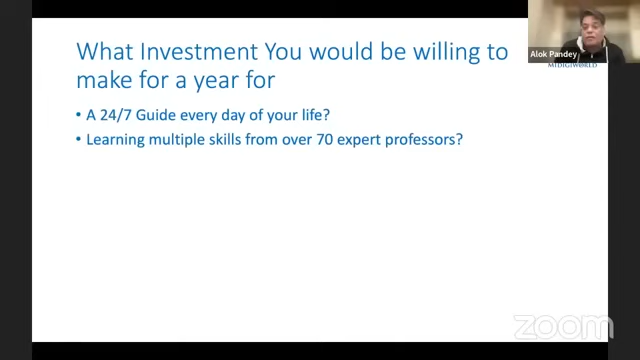 What Investment You would be willing to
make for a year for
• A 24/7 Guide every day of your life?
• Learning multiple skills from over 70 expert professors?
Alok Pandey
MIDIGIWORLD
zoom